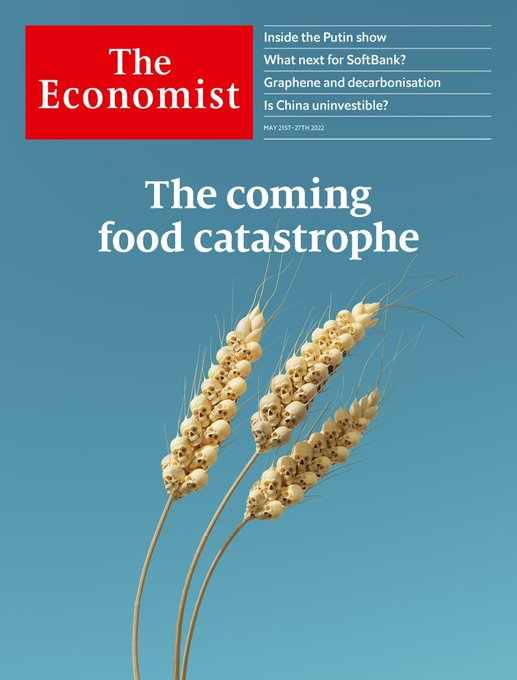 The
Economist
Inside the Putin show
What next for SoftBank?
Graphene and decarbonisation
Is China uninvestible?
MAY 21ST–27TH 2022
The coming
food catastrophe